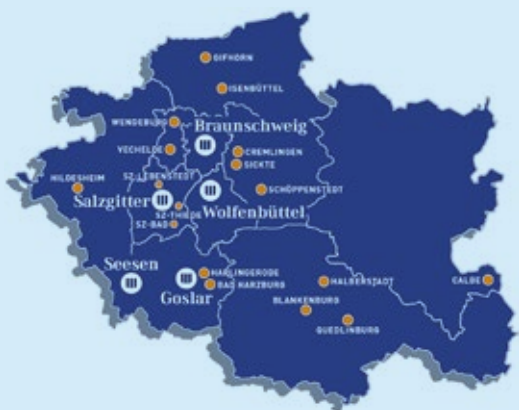 GIFHORN
ISENBÜTTEL
WENDEBURG
Braunschweig
VECHELDE
CREMLINGEN
SICKTE
SZ-LEBENSTEDT
HILDESHEIM
SCHÖPPENSTEDT
Salzgitter
SZ-THIEDE
Wolfenbüttel
SZ-BAD
Seesen
HARLINGERODE
Goslar
BAD HARZBURG
HALBERSTADT
CALBE
BLANKENBURG
QUEDLINBURG